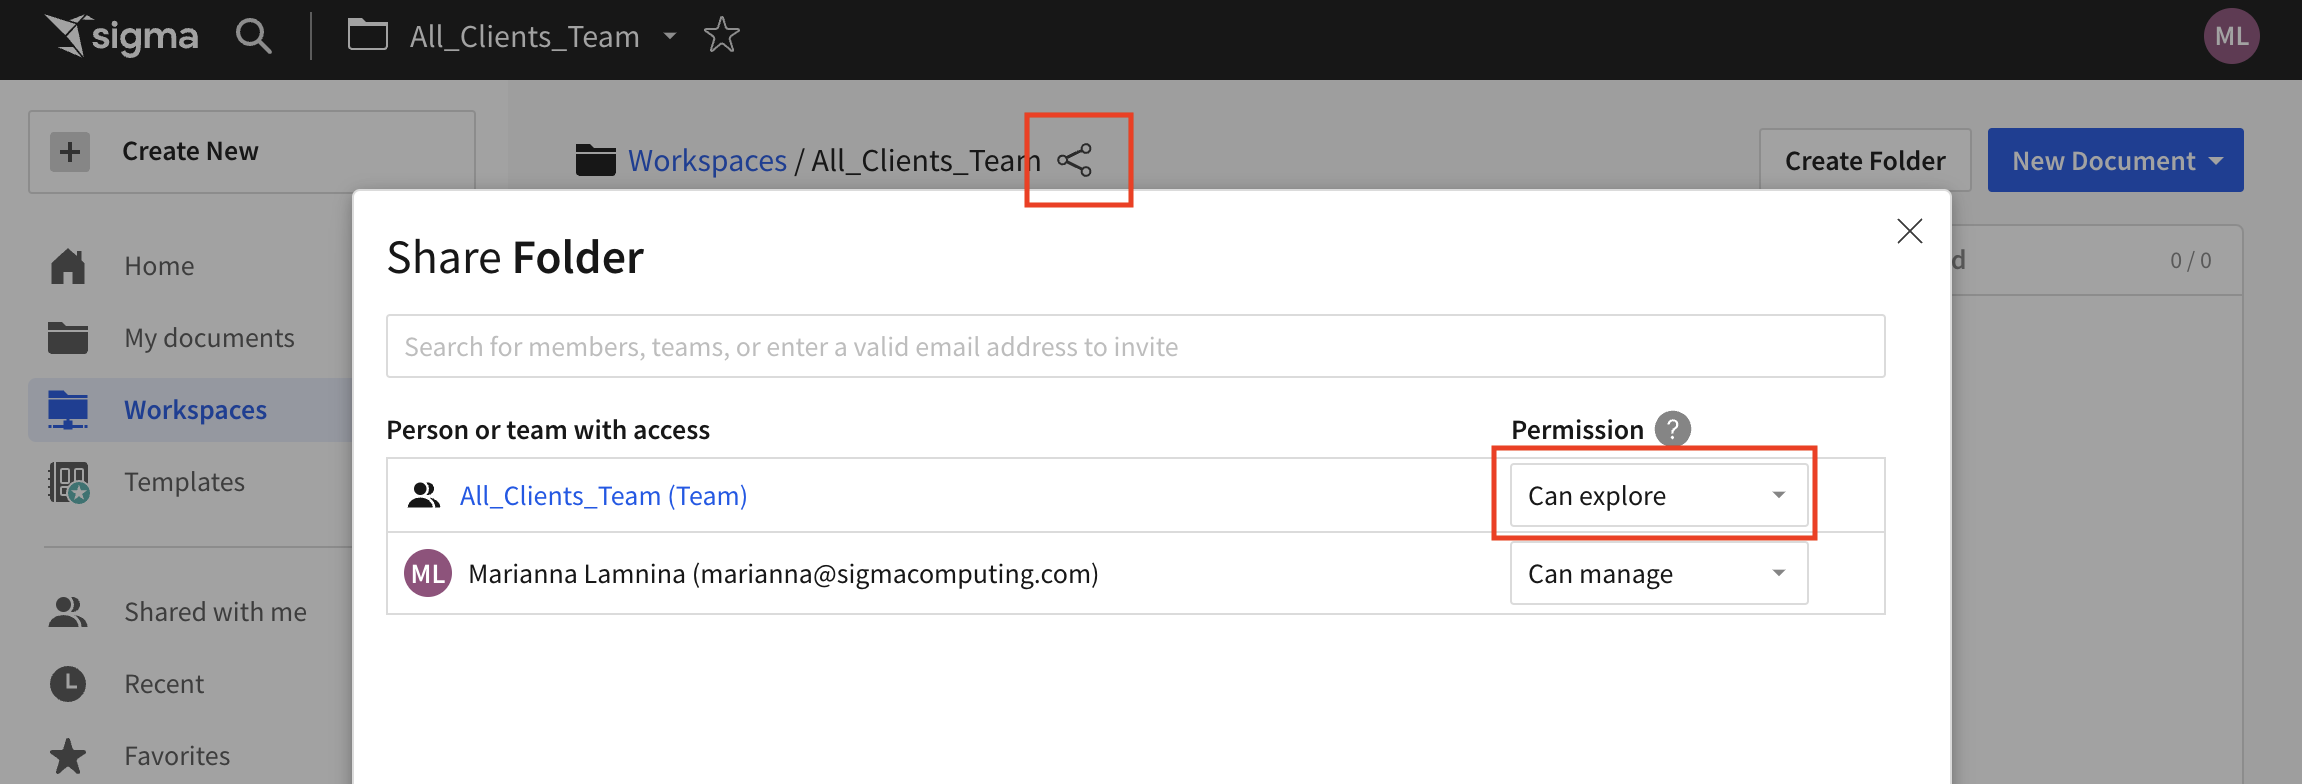 sigma
All_Clients_Team
ML
Create New
Workspaces / All_Clients_Team
Create Folder
New Document
Share Folder
d
0 / 0
Home
My documents
Search for members, teams, or enter a valid email address to invite
Workspaces
Person or team with access
Permission ?
Templates
All_Clients_Team (Team)
Can explore
ML Marianna Lamnina (marianna@sigmacomputing.com)
Can manage
Shared with me
Recent
Favorites